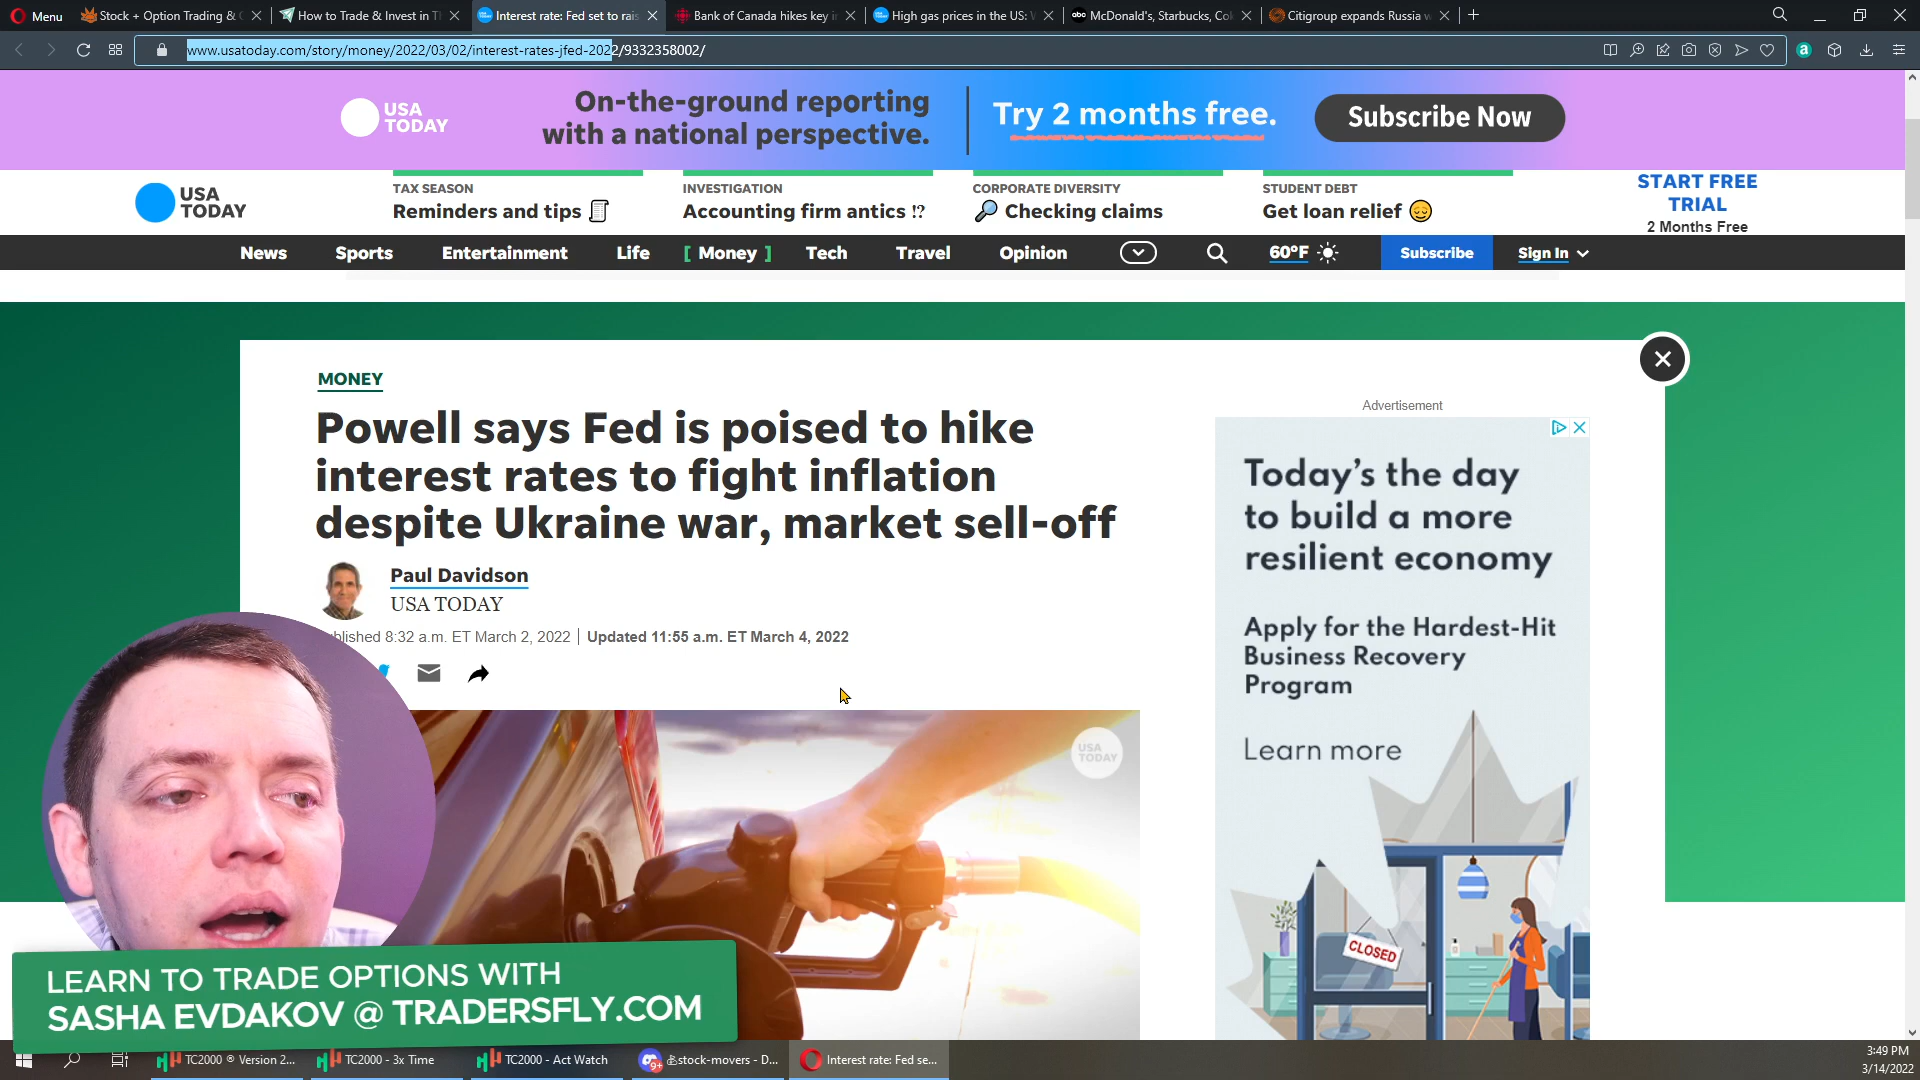 Menu
Stock + Option Trading &
How to Trade & Invest in T
Interest rate: Fed set to rais
Bank of Canada hikes key i
High gas prices in the US:
McDonald's, Starbucks, Co
Citigroup expands Russia
www.usatoday.com/story/money/2022/03/02/interest-rates-jfed-2022/9332358002/
USA
TODAY
On-the-ground reporting
with a national perspective.
Try 2 months free.
Subscribe Now
USA
TODAY
TAX SEASON
Reminders and tips
INVESTIGATION
Accounting firm antics ⁉
CORPORATE DIVERSITY
Checking claims
STUDENT DEBT
Get loan relief
START FREE
TRIAL
2 Months Free
News Sports Entertainment Life [ Money ] Tech Travel Opinion 60°F Subscribe Sign In
MONEY
Powell says Fed is poised to hike
interest rates to fight inflation
despite Ukraine war, market sell-off
Paul Davidson
USA TODAY
blished 8:32 a.m. ET March 2, 2022 | Updated 11:55 a.m. ET March 4, 2022
USA
TODAY
Advertisement
Today's the day
to build a more
resilient economy
Apply for the Hardest-Hit
Business Recovery
Program
Learn more
CLOSED
LEARN TO TRADE OPTIONS WITH
SASHA EVDAKOV @ TRADERSFLY.COM
TC2000 ® Version 2...
TC2000 - 3x Time
TC2000 - Act Watch
9+
stock-movers - D...
Interest rate: Fed se...
3:49 PM
3/14/2022